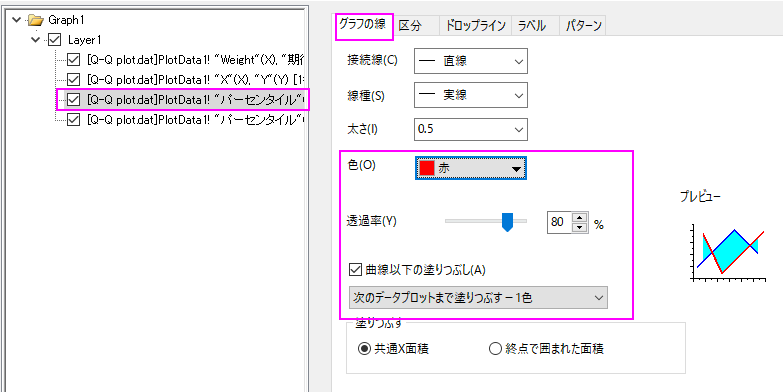 Graph1
Layer1
[Q-Q plot.dat]PlotData1! "Weight"(X), "期待
[Q-Q plot.dat]PlotData1! "X"(X), "Y"(Y) [1:
[Q-Q plot.dat]PlotData1! "パーセンタイル"(
[Q-Q plot.dat]PlotData1! "パーセンタイル"(
グラフの線 区分 ドロップライン ラベル パターン
接続線(C) 直線
線種(S) 実線
太さ(I) 0.5
色(O) 赤
透過率(Y) 80 %
曲線以下の塗りつぶし(A)
次のデータプロットまで塗りつぶす - 1色
塗りつぶす
共通X面積 終点で囲まれた面積
プレビュー